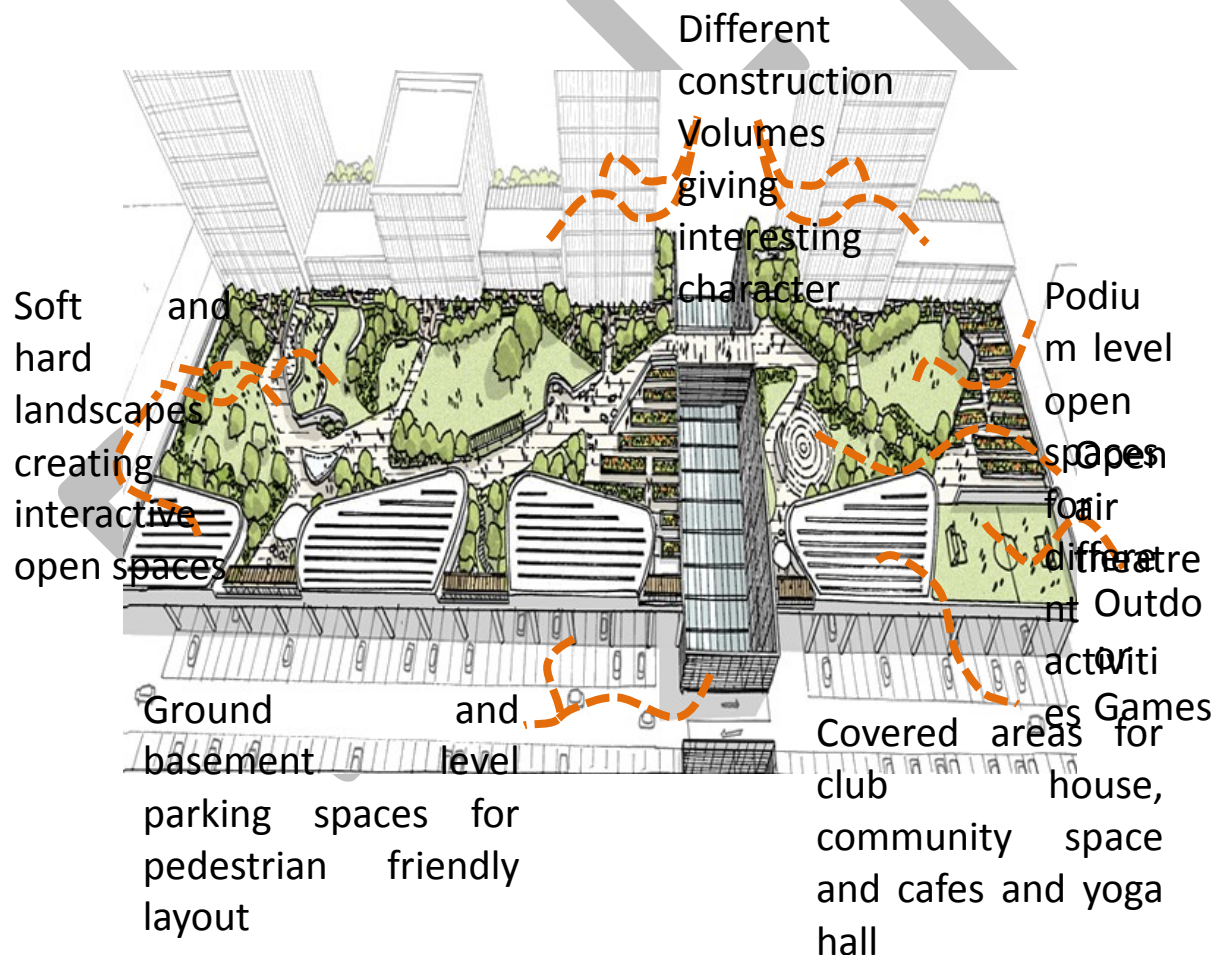 Different
construction
Volumes
giving
interesting
character
Soft and
hard
landscapes
creating
interactive
open spaces
Podiu
m level
open
spaces
for
differe
nt
activiti
es
Open
air
theatre
Outdo
or
Games
Ground and
basement level
parking spaces for
pedestrian friendly
layout
Covered areas for
club house,
community space
and cafes and yoga
hall